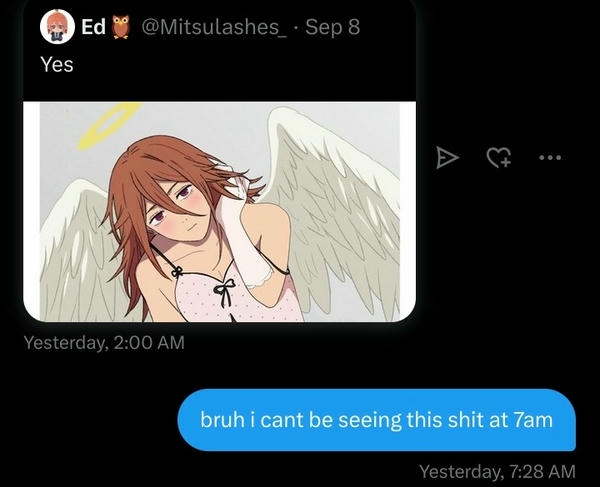 Ed🦉 @Mitsulashes_ · Sep 8
Yes
Yesterday, 2:00 AM
bruh i cant be seeing this shit at 7am
Yesterday, 7:28 AM